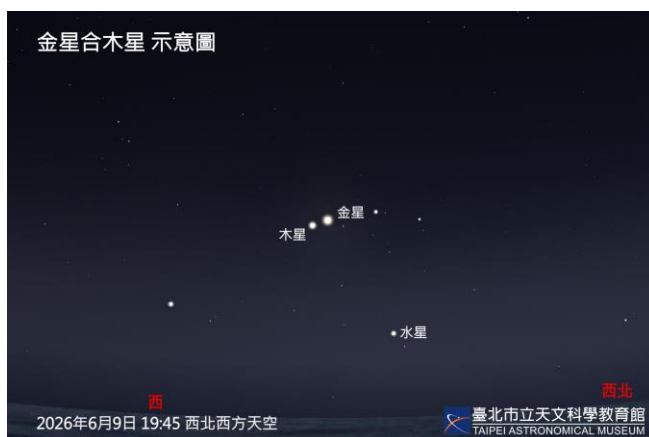 金星合木星 示意圖
金星
木星
水星
西北
西
2026年6月9日 19:45 西北西方天空
臺北市立天文科學教育館
TAIPEI ASTRONOMICAL MUSEUM